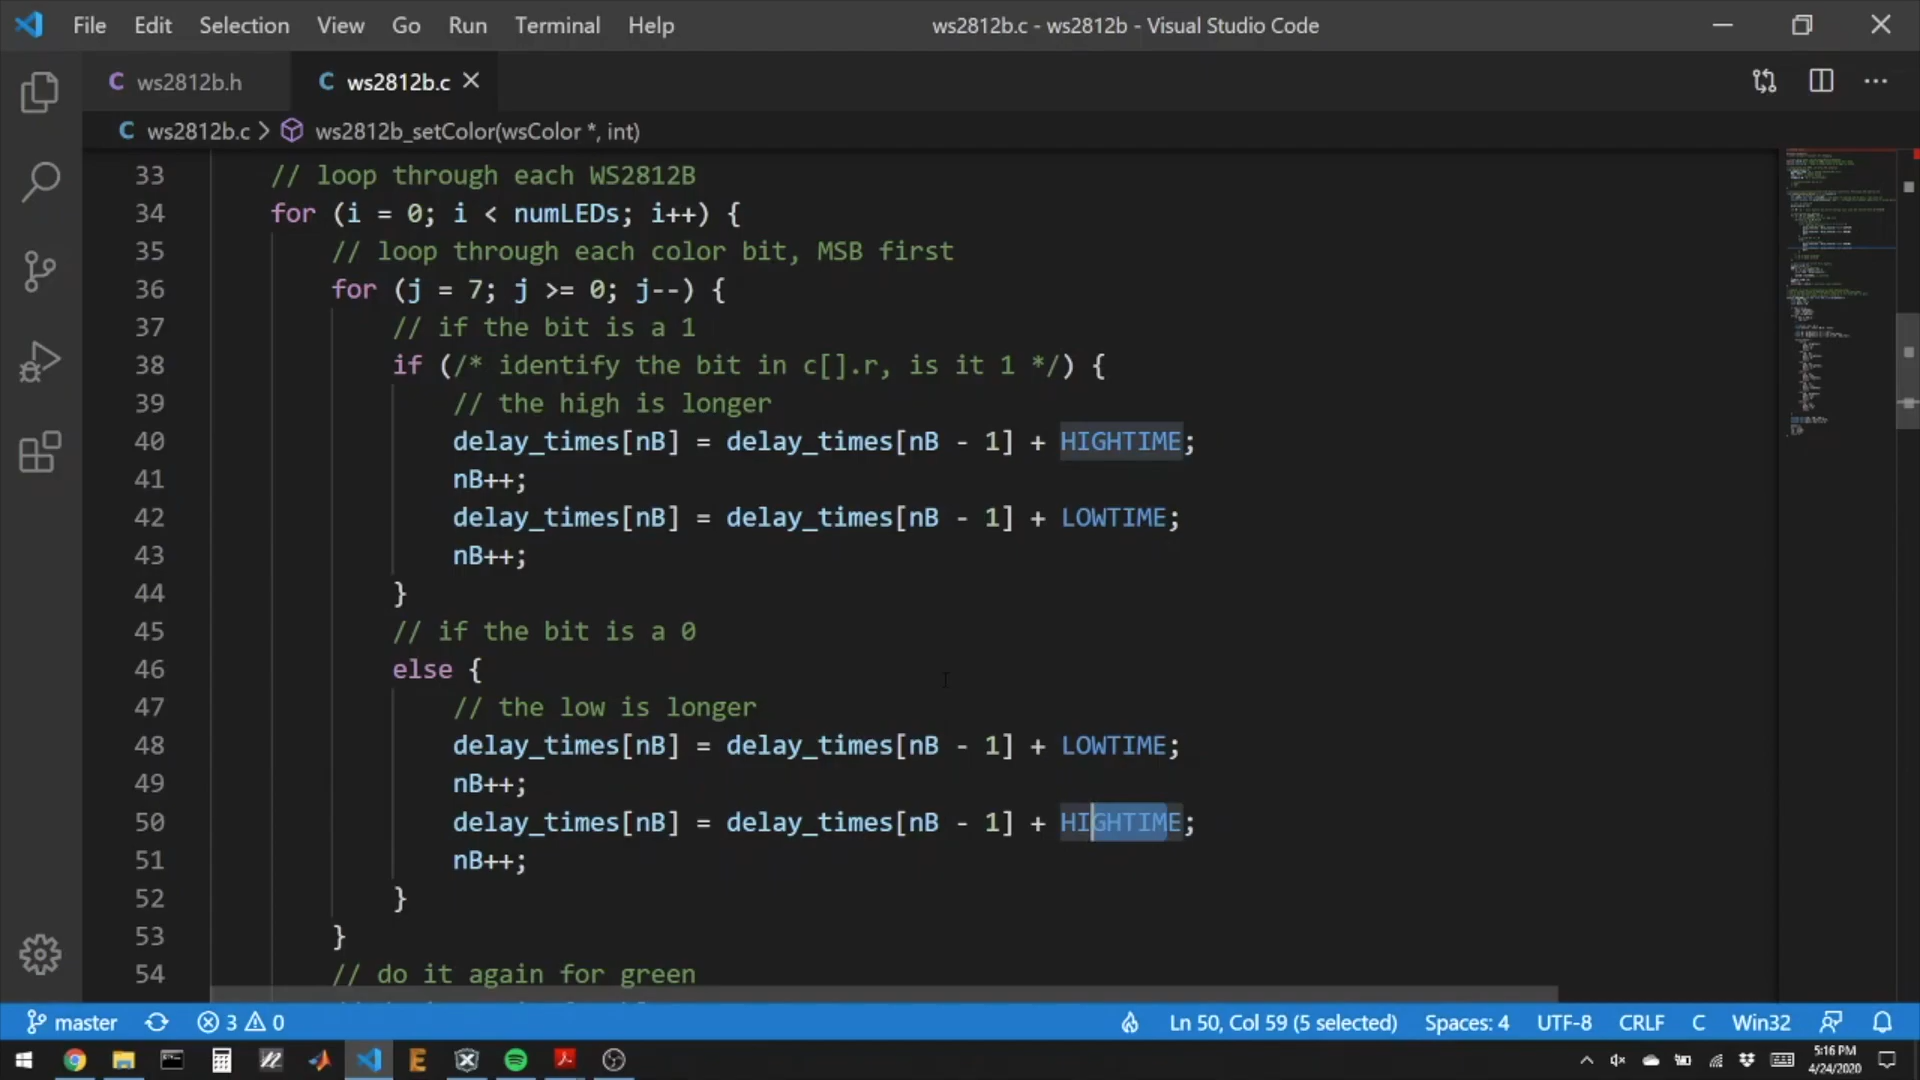 File Edit Selection View Go Run Terminal Help ws2812b.c - ws2812b - Visual Studio Code
C ws2812b.h C ws2812b.c
C ws2812b.c > ws2812b_setColor(wsColor *, int)
33 // loop through each WS2812B
34 for (i = 0; i < numLEDs; i++) {
35 // loop through each color bit, MSB first
36 for (j = 7; j >= 0; j--) {
37 // if the bit is a 1
38 if (/* identify the bit in c[].r, is it 1 */) {
39 // the high is longer
40 delay_times[nB] = delay_times[nB - 1] + HIGHTIME;
41 nB++;
42 delay_times[nB] = delay_times[nB - 1] + LOWTIME;
43 nB++;
44 }
45 // if the bit is a 0
46 else {
47 // the low is longer
48 delay_times[nB] = delay_times[nB - 1] + LOWTIME;
49 nB++;
50 delay_times[nB] = delay_times[nB - 1] + HIGHTIME;
51 nB++;
52 }
53 }
54 // do it again for green
master 3 0 Ln 50, Col 59 (5 selected) Spaces: 4 UTF-8 CRLF C Win32
5:16 PM
4/24/2020